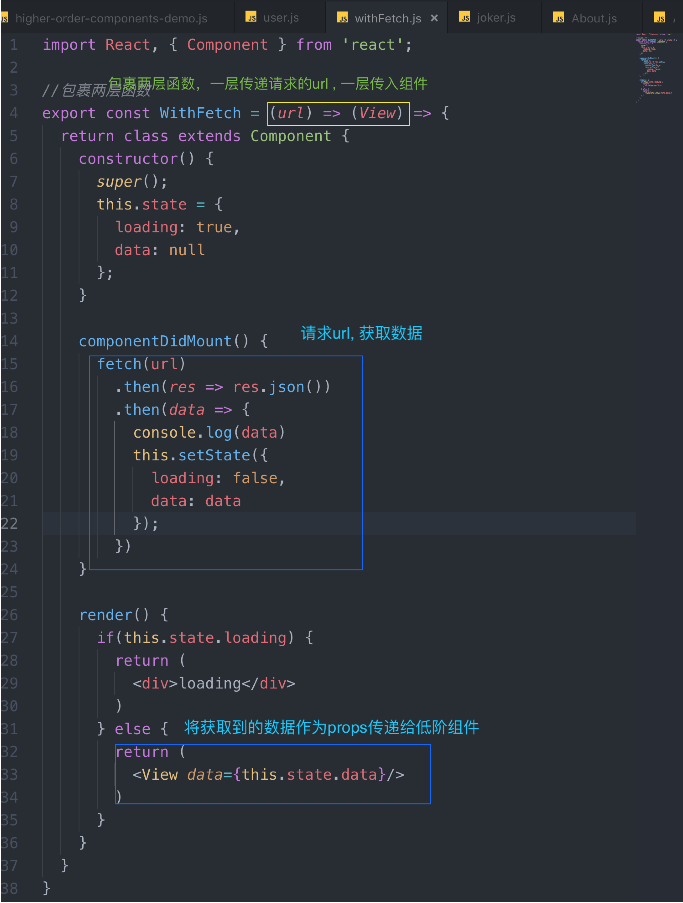 higher-order-components-demo.js
user.js
withFetch.js ×
joker.js
About.js
1 import React, { Component } from 'react';
2
包裹两层函数, 一层传递请求的url , 一层传入组件
3 //包裹两层函数
4 export const WithFetch = (url) => (View) => {
5 return class extends Component {
6 constructor() {
7 super();
8 this.state = {
9 loading: true,
10 data: null
11 };
12 }
13
请求url, 获取数据
14 componentDidMount() {
15 fetch(url)
16 .then(res => res.json())
17 .then(data => {
18 console.log(data)
19 this.setState({
20 loading: false,
21 data: data
22 });
23 })
24 }
25
26 render() {
27 if(this.state.loading) {
28 return (
29 <div>loading</div>
30 )
31 } else {
将获取到的数据作为props传递给低阶组件
32 return (
33 <View data={this.state.data}/>
34 )
35 }
36 }
37 }
38 }